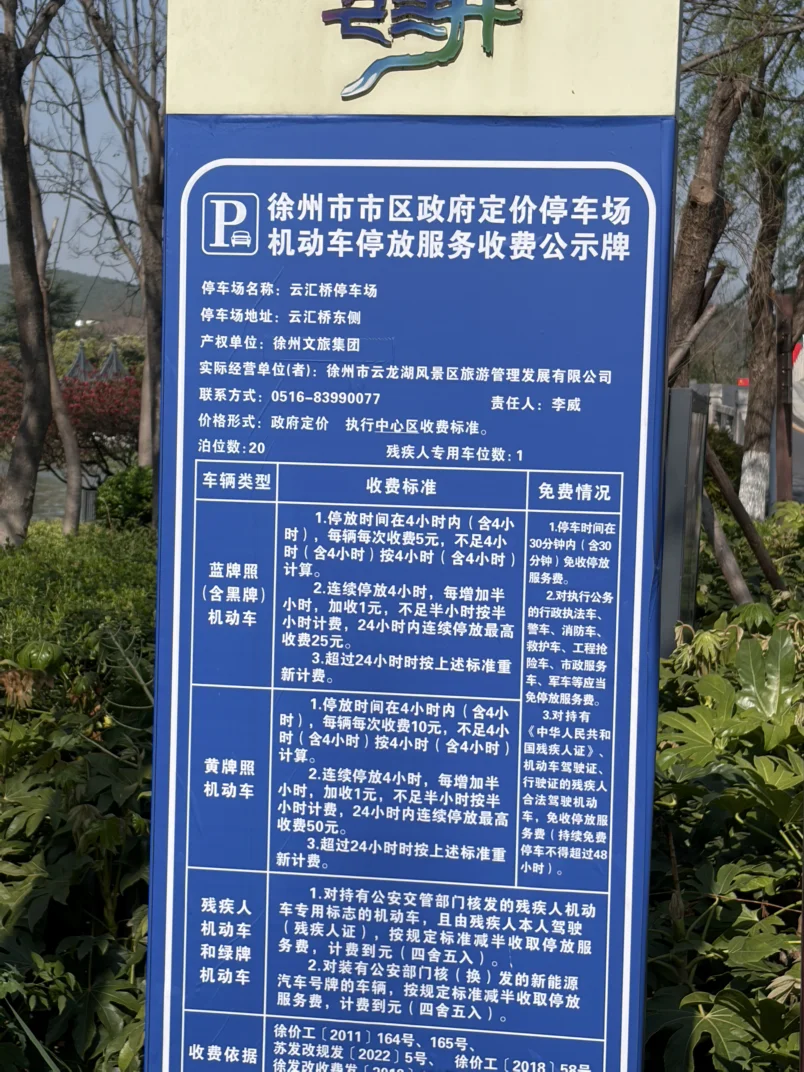 P
徐州市市区政府定价停车场
机动车停放服务收费公示牌
停车场名称：云汇桥停车场
停车场地址：云汇桥东侧
产权单位：徐州文旅集团
实际经营单位(者)：徐州市云龙湖风景区旅游管理发展有限公司
联系方式：0516-83990077 责任人：李威
价格形式：政府定价 执行中心区收费标准。
泊位数:20 残疾人专用车位数:1
车辆类型 收费标准 免费情况
蓝牌照
(含黑牌)
机动车
1.停放时间在4小时内（含4小
时），每辆每次收费5元，不足4小
时（含4小时）按4小时（含4小时）
计算。
2.连续停放4小时，每增加半
小时，加收1元，不足半小时按半
小时计费，24小时内连续停放最高
收费25元。
3.超过24小时时按上述标准重
新计费。
黄牌照
机动车
1.停放时间在4小时内（含4小
时），每辆每次收费10元，不足4小
时（含4小时）按4小时（含4小时）
计算。
2.连续停放4小时，每增加半
小时，加收1元，不足半小时按半
小时计费，24小时内连续停放最高
收费50元。
3.超过24小时时按上述标准重
新计费。
1.停车时间在
30分钟内（含30
分钟）免收停放
服务费。
2.对执行公务
的行政执法车、
警车、消防车、
救护车、工程抢
险车、市政服务
车、军车等应当
免停放服务费。
3.对持有
《中华人民共和
国残疾人证》、
机动车驾驶证、
行驶证的残疾人
合法驾驶机动
车，免收停放服
务费（持续免费
停车不得超过48
小时）。
残疾人
机动车
和绿牌
机动车
1.对持有公安交管部门核发的残疾人机动
车专用标志的机动车，且由残疾人本人驾驶
（残疾人证），按规定标准减半收取停放服
务费，计费到元（四舍五入）。
2.对装有公安部门核（换）发的新能源
汽车号牌的车辆，按规定标准减半收取停放
服务费，计费到元（四舍五入）。
收费依据
徐价工〔2011〕164号、165号、
苏发改规发〔2022〕5号、 徐价工〔2018〕58号